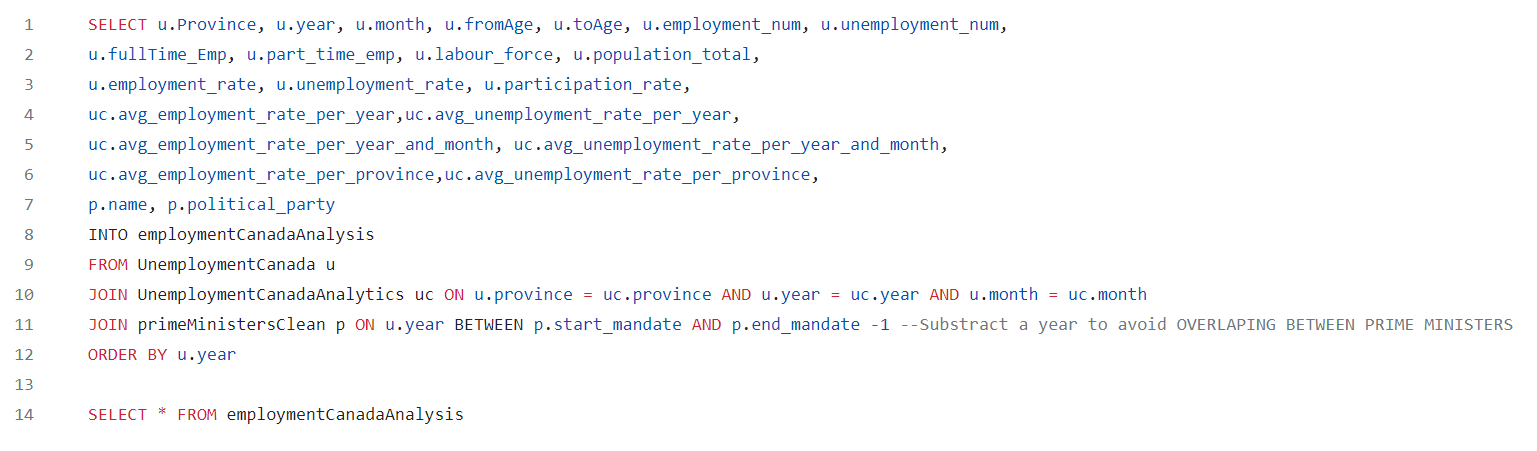 1 SELECT u.Province, u.year, u.month, u.fromAge, u.toAge, u.employment_num, u.unemployment_num,
2 u.fullTime_Emp, u.part_time_emp, u.labour_force, u.population_total,
3 u.employment_rate, u.unemployment_rate, u.participation_rate,
4 uc.avg_employment_rate_per_year,uc.avg_unemployment_rate_per_year,
5 uc.avg_employment_rate_per_year_and_month, uc.avg_unemployment_rate_per_year_and_month,
6 uc.avg_employment_rate_per_province,uc.avg_unemployment_rate_per_province,
7 p.name, p.political_party
8 INTO employmentCanadaAnalysis
9 FROM UnemploymentCanada u
10 JOIN UnemploymentCanadaAnalytics uc ON u.province = uc.province AND u.year = uc.year AND u.month = uc.month
11 JOIN primeMinistersClean p ON u.year BETWEEN p.start_mandate AND p.end_mandate -1 --Substract a year to avoid OVERLAPING BETWEEN PRIME MINISTERS
12 ORDER BY u.year
13
14 SELECT * FROM employmentCanadaAnalysis